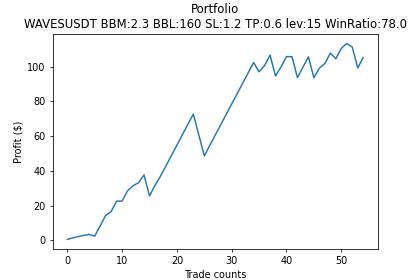 Portfolio
WAVESUSDT BBM:2.3 BBL:160 SL:1.2 TP:0.6 lev:15 WinRatio:78.0
100
80
60
40
20
0
Profit ($)
0 10 20 30 40 50
Trade counts